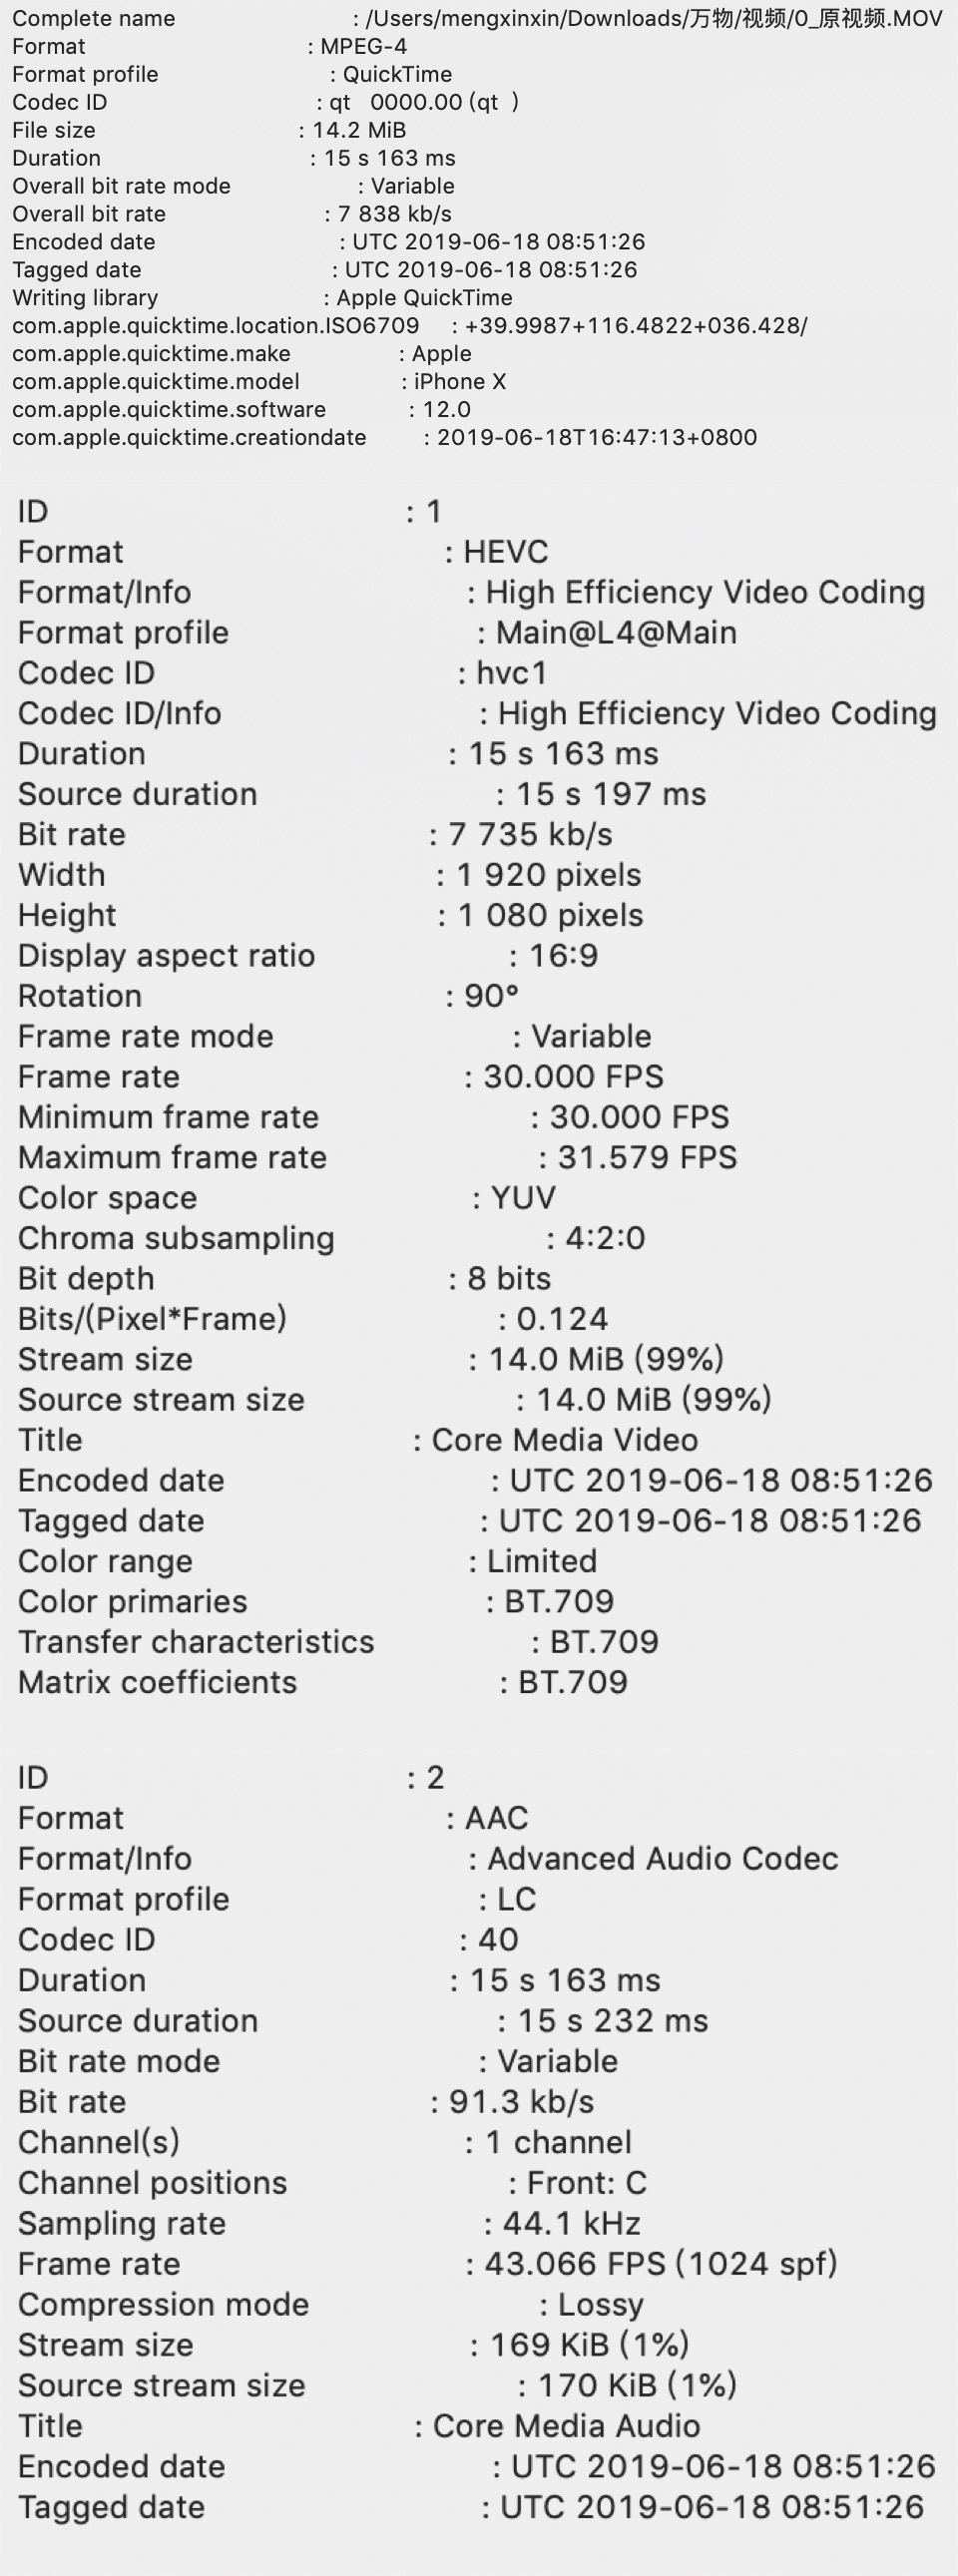 Complete name : /Users/mengxinxin/Downloads/万物/视频/0_原视频.MOV
Format : MPEG-4
Format profile : QuickTime
Codec ID : qt 0000.00 (qt )
File size : 14.2 MiB
Duration : 15 s 163 ms
Overall bit rate mode : Variable
Overall bit rate : 7 838 kb/s
Encoded date : UTC 2019-06-18 08:51:26
Tagged date : UTC 2019-06-18 08:51:26
Writing library : Apple QuickTime
com.apple.quicktime.location.ISO6709 : +39.9987+116.4822+036.428/
com.apple.quicktime.make : Apple
com.apple.quicktime.model : iPhone X
com.apple.quicktime.software : 12.0
com.apple.quicktime.creationdate : 2019-06-18T16:47:13+0800
ID : 1
Format : HEVC
Format/Info : High Efficiency Video Coding
Format profile : Main@L4@Main
Codec ID : hvc1
Codec ID/Info : High Efficiency Video Coding
Duration : 15 s 163 ms
Source duration : 15 s 197 ms
Bit rate : 7 735 kb/s
Width : 1 920 pixels
Height : 1 080 pixels
Display aspect ratio : 16:9
Rotation : 90°
Frame rate mode : Variable
Frame rate : 30.000 FPS
Minimum frame rate : 30.000 FPS
Maximum frame rate : 31.579 FPS
Color space : YUV
Chroma subsampling : 4:2:0
Bit depth : 8 bits
Bits/(Pixel*Frame) : 0.124
Stream size : 14.0 MiB (99%)
Source stream size : 14.0 MiB (99%)
Title : Core Media Video
Encoded date : UTC 2019-06-18 08:51:26
Tagged date : UTC 2019-06-18 08:51:26
Color range : Limited
Color primaries : BT.709
Transfer characteristics : BT.709
Matrix coefficients : BT.709
ID : 2
Format : AAC
Format/Info : Advanced Audio Codec
Format profile : LC
Codec ID : 40
Duration : 15 s 163 ms
Source duration : 15 s 232 ms
Bit rate mode : Variable
Bit rate : 91.3 kb/s
Channel(s) : 1 channel
Channel positions : Front: C
Sampling rate : 44.1 kHz
Frame rate : 43.066 FPS (1024 spf)
Compression mode : Lossy
Stream size : 169 KiB (1%)
Source stream size : 170 KiB (1%)
Title : Core Media Audio
Encoded date : UTC 2019-06-18 08:51:26
Tagged date : UTC 2019-06-18 08:51:26